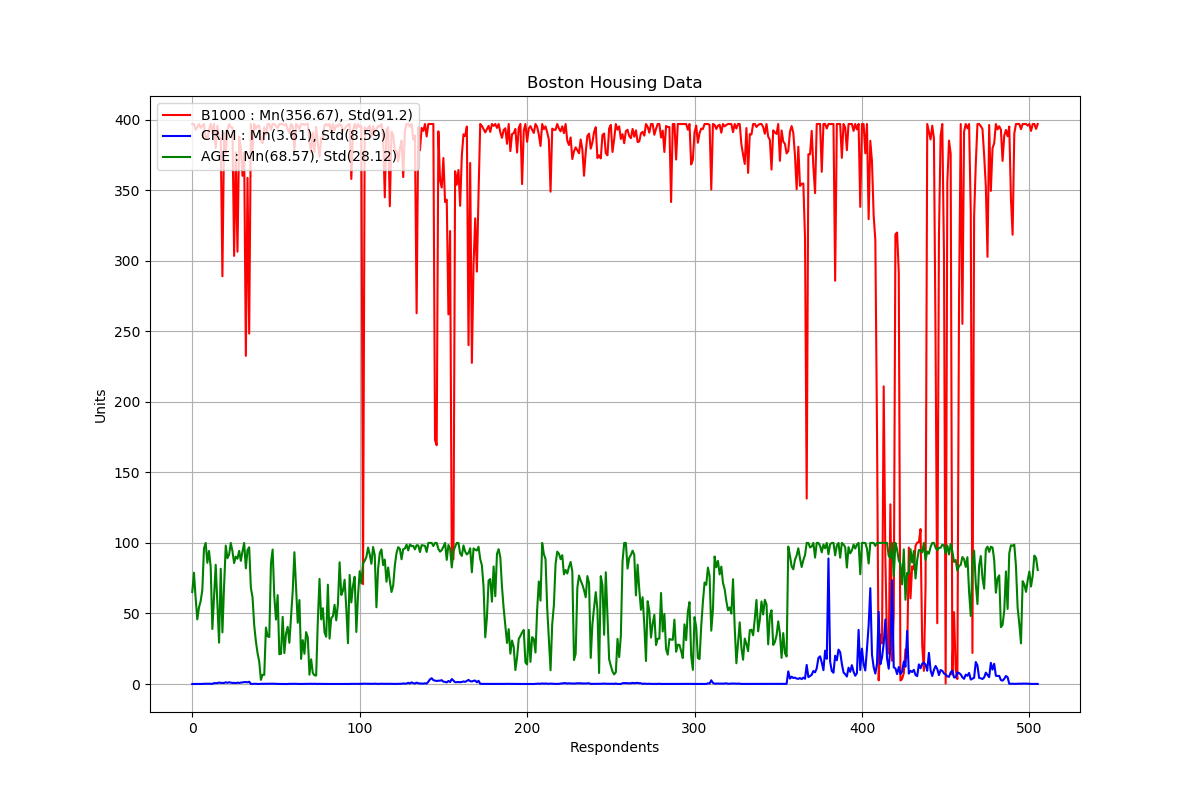 Boston Housing Data
B1000 : Mn(356.67), Std(91.2)
CRIM : Mn(3.61), Std(8.59)
AGE : Mn(68.57), Std(28.12)
400
350
300
250
200
150
100
50
0
Units
0 100 200 300 400 500
Respondents